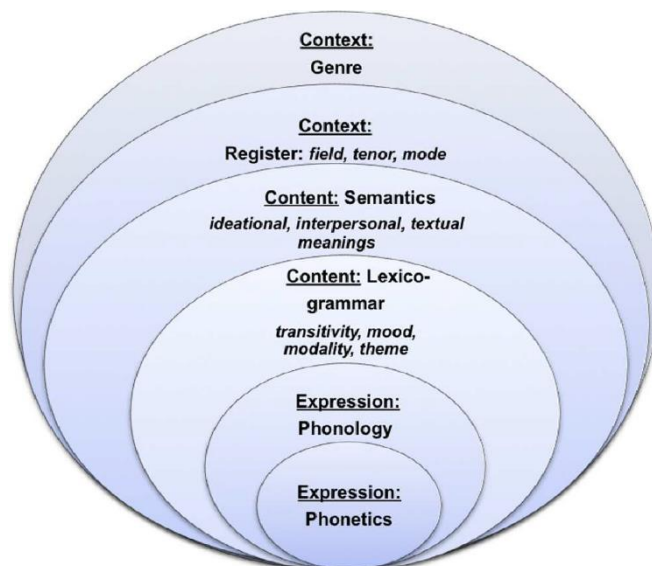 Context:
Genre
Context:
Register: field, tenor, mode
Content: Semantics
ideational, interpersonal, textual
meanings
Content: Lexico-
grammar
transitivity, mood,
modality, theme
Expression:
Phonology
Expression:
Phonetics